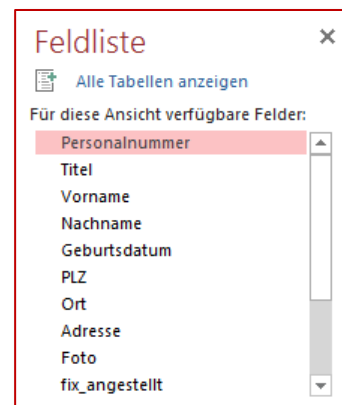 Feldliste
Alle Tabellen anzeigen
Für diese Ansicht verfügbare Felder:
Personalnummer
Titel
Vorname
Nachname
Geburtsdatum
PLZ
Ort
Adresse
Foto
fix_angestellt